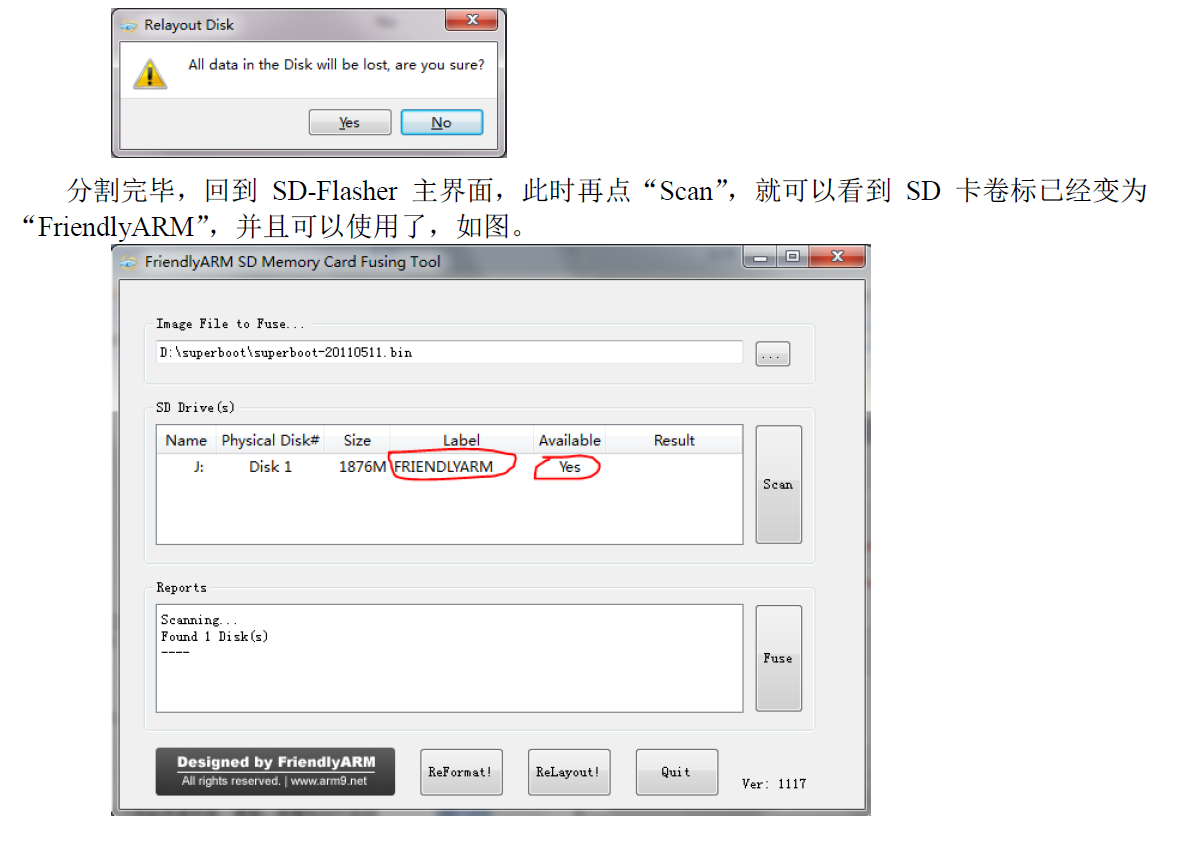 Relayout Disk
All data in the Disk will be lost, are you sure?
Yes No
分割完毕，回到 SD-Flasher 主界面，此时再点“Scan”，就可以看到 SD 卡卷标已经变为
“FriendlyARM”，并且可以使用了，如图。
FriendlyARM SD Memory Card Fusing Tool
Image File to Fuse...
D:\superboot\superboot-20110511.bin ...
SD Drive(s)
Name Physical Disk# Size Label Available Result
J: Disk 1 1876M FRIENDLYARM Yes
Scan
Reports
Scanning...
Found 1 Disk(s)
----
Fuse
Designed by FriendlyARM
All rights reserved. | www.arm9.net
ReFormat! ReLayout! Quit
Ver: 1117